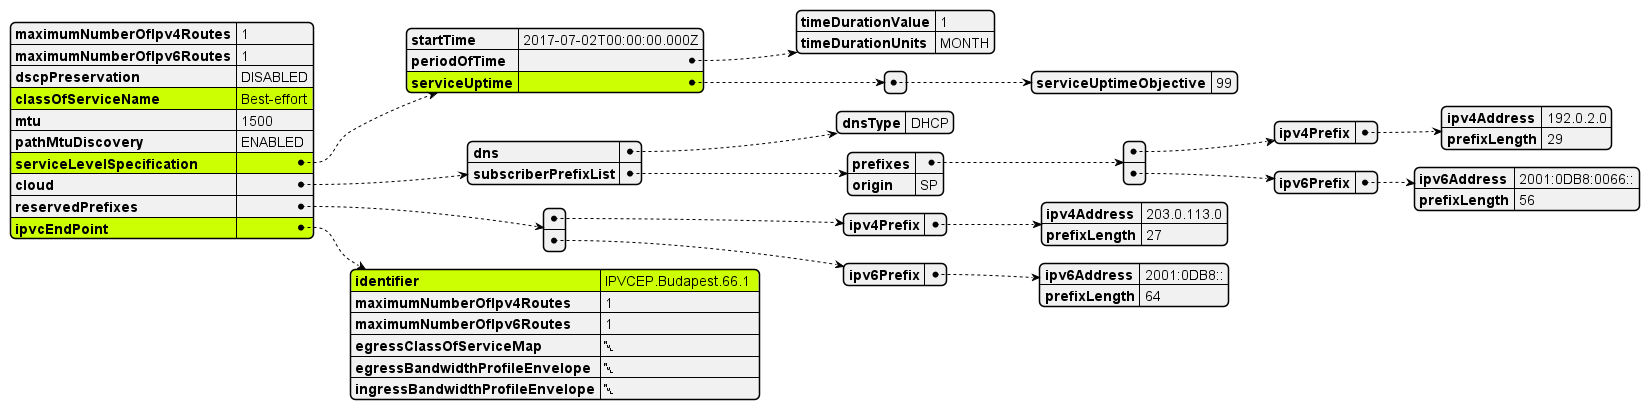 maximumNumberOfIpv4Routes 1
maximumNumberOfIpv6Routes 1
dscpPreservation DISABLED
classOfServiceName Best-effort
mtu 1500
pathMtuDiscovery ENABLED
serviceLevelSpecification
cloud
reservedPrefixes
ipvcEndPoint
startTime 2017-07-02T00:00:00.000Z
periodOfTime
serviceUptime
timeDurationValue 1
timeDurationUnits MONTH
serviceUptimeObjective 99
dns
subscriberPrefixList
dnsType DHCP
prefixes
origin SP
ipv4Prefix
ipv4Address 192.0.2.0
prefixLength 29
ipv6Prefix
ipv6Address 2001:0DB8:0066::
prefixLength 56
ipv4Prefix
ipv4Address 203.0.113.0
prefixLength 27
ipv6Prefix
ipv6Address 2001:0DB8::
prefixLength 64
identifier IPVCEP.Budapest.66.1
maximumNumberOfIpv4Routes 1
maximumNumberOfIpv6Routes 1
egressClassOfServiceMap
egressBandwidthProfileEnvelope
ingressBandwidthProfileEnvelope